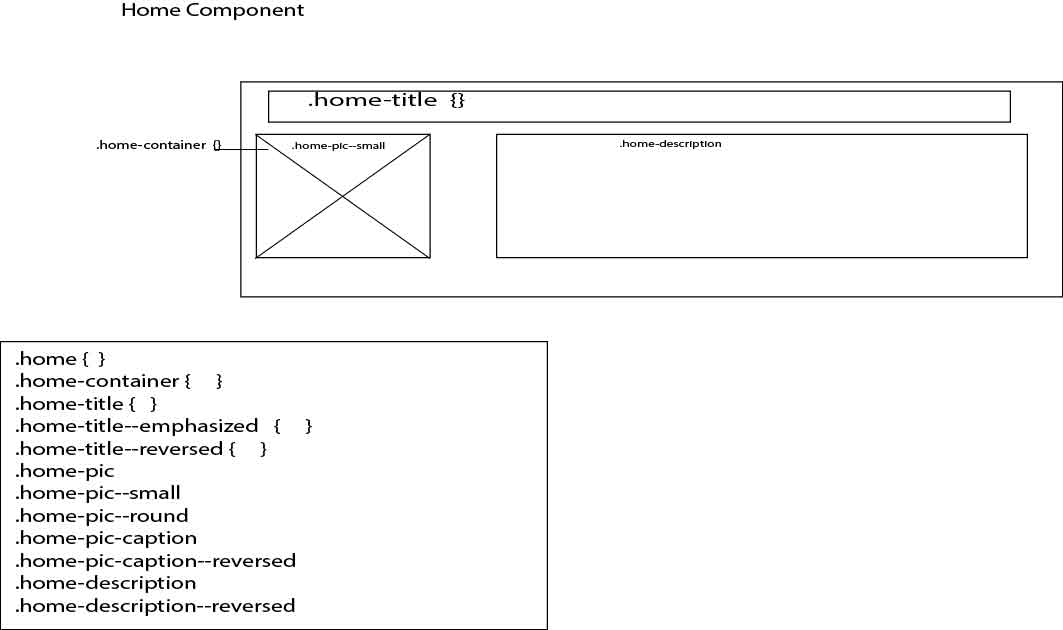 Home Component
.home-title {}
.home-container {}
.home-pic--small
.home-description
.home { }
.home-container { }
.home-title { }
.home-title--emphasized { }
.home-title--reversed { }
.home-pic
.home-pic--small
.home-pic--round
.home-pic-caption
.home-pic-caption--reversed
.home-description
.home-description--reversed